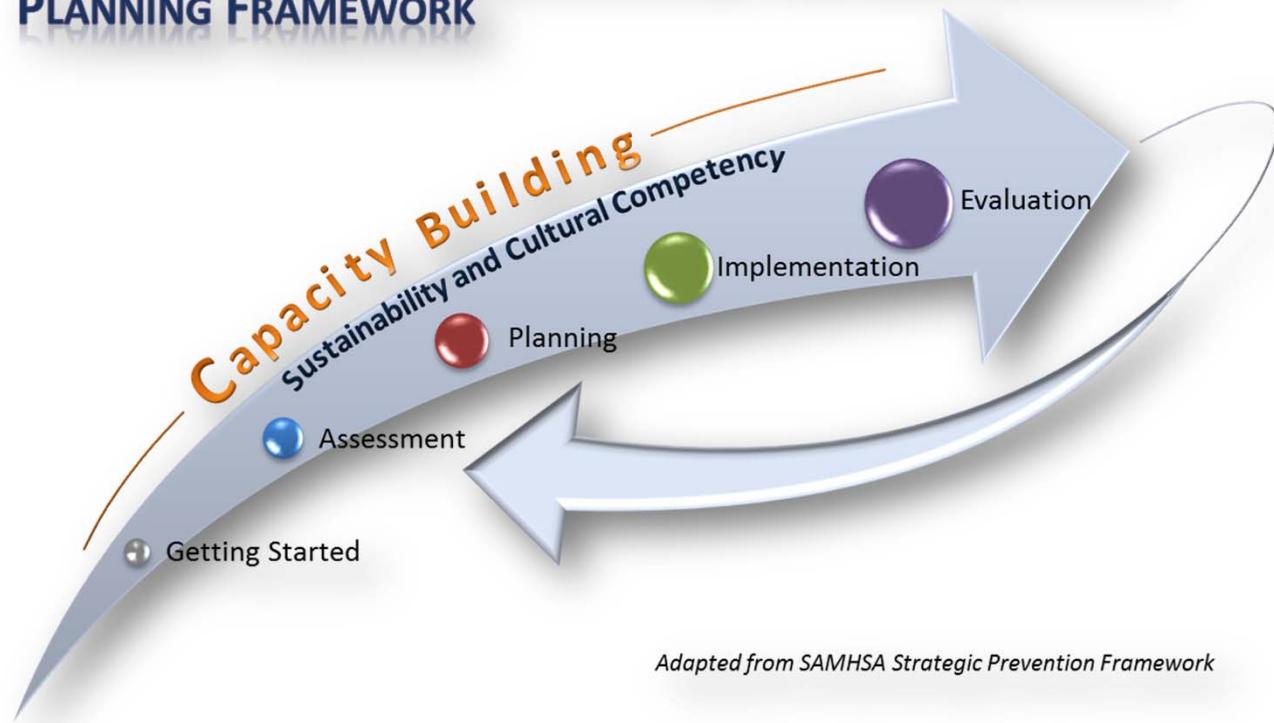 PLANNING FRAMEWORK
Capacity Building
Sustainability and Cultural Competency
Evaluation
Implementation
Planning
Assessment
Getting Started
Adapted from SAMHSA Strategic Prevention Framework